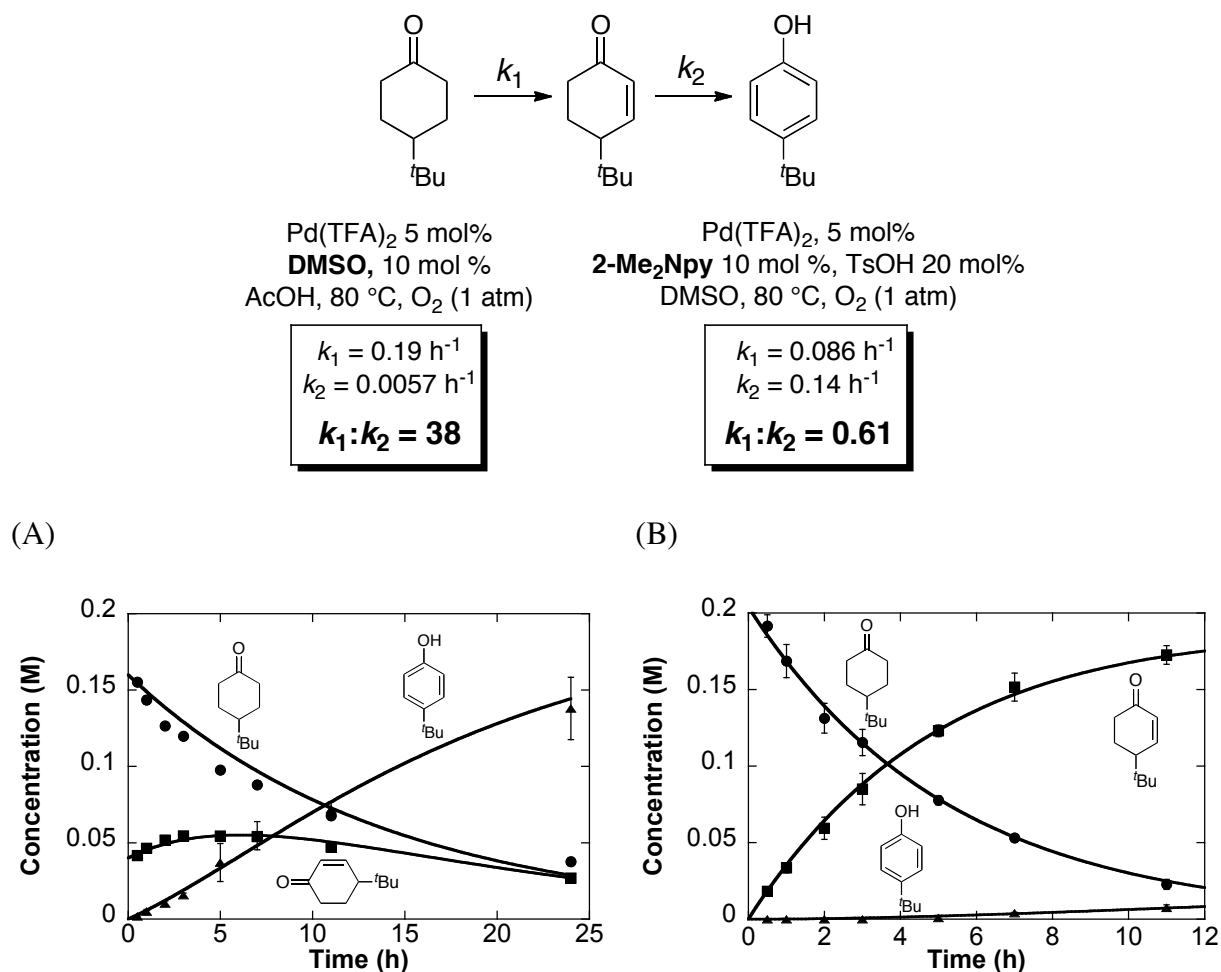 O O OH
k1 k2
tBu tBu tBu
Pd(TFA)2 5 mol%
DMSO, 10 mol %
AcOH, 80 °C, O2 (1 atm)
k1 = 0.19 h-1
k2 = 0.0057 h-1
k1:k2 = 38
Pd(TFA)2, 5 mol%
2-Me2Npy 10 mol %, TsOH 20 mol%
DMSO, 80 °C, O2 (1 atm)
k1 = 0.086 h-1
k2 = 0.14 h-1
k1:k2 = 0.61
(A)
Concentration (M)
0.2
0.15
0.1
0.05
0
0 5 10 15 20 25
Time (h)
O
tBu
OH
tBu
O
tBu
(B)
Concentration (M)
0.2
0.15
0.1
0.05
0
0 2 4 6 8 10 12
Time (h)
O
tBu
O
tBu
OH
tBu